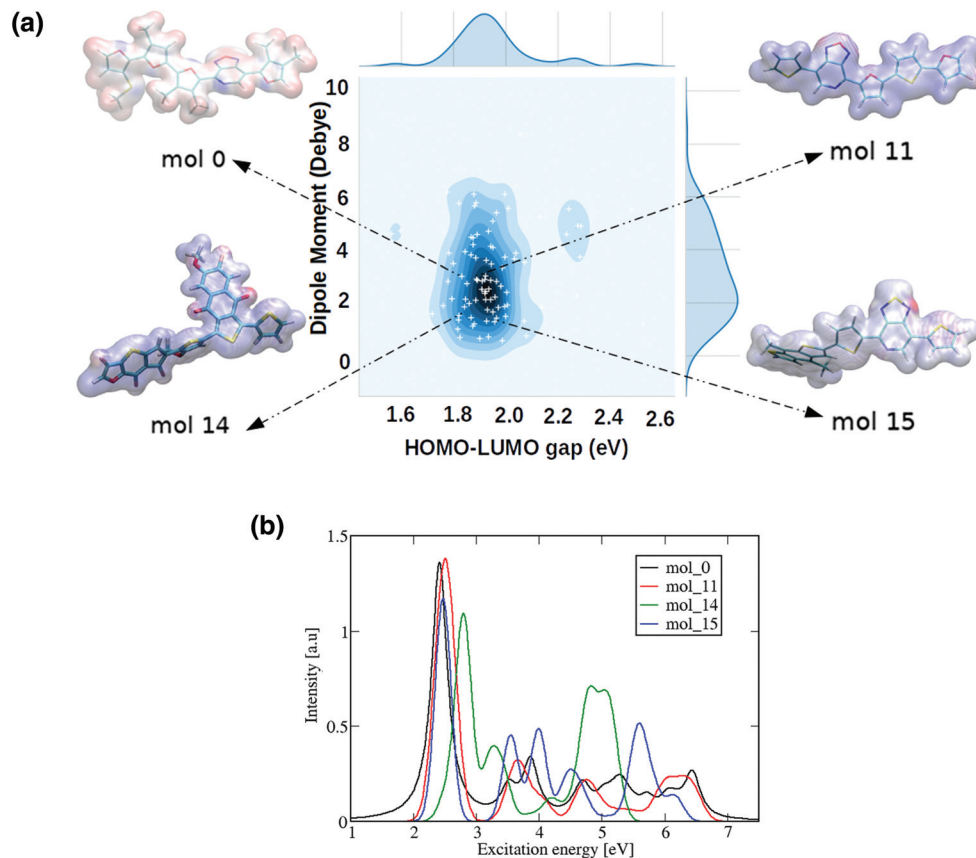 (a)
mol 0
mol 11
mol 14
mol 15
Dipole Moment (Debye)
10
8
6
4
2
0
1.6 1.8 2.0 2.2 2.4 2.6
HOMO-LUMO gap (eV)
(b)
Intensity [a.u]
1.5
1
0.5
0
mol_0
mol_11
mol_14
mol_15
1 2 3 4 5 6 7
Excitation energy [eV]